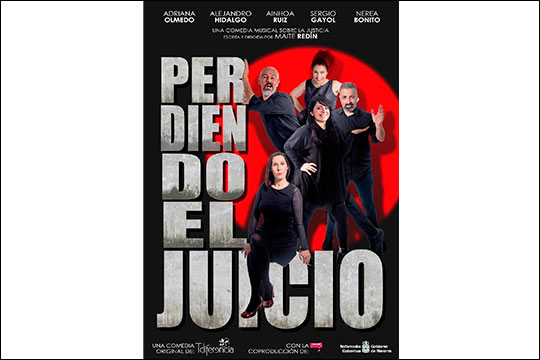 ADRIANA OLMEDO
ALEJANDRO HIDALGO
AINHOA RUIZ
SERGIO GAYOL
NEREA BONITO
UNA COMEDIA MUSICAL SOBRE LA JUSTICIA
ESCRITA Y DIRIGIDA POR MAITE REDÍN
PER
DIEN
DO
EL
JUICIO
UNA COMEDIA
ORIGINAL DE: Tdiferencia
CON LA
COPRODUCCIÓN DE:
Nafarroako Gobernua
Gobierno de Navarra